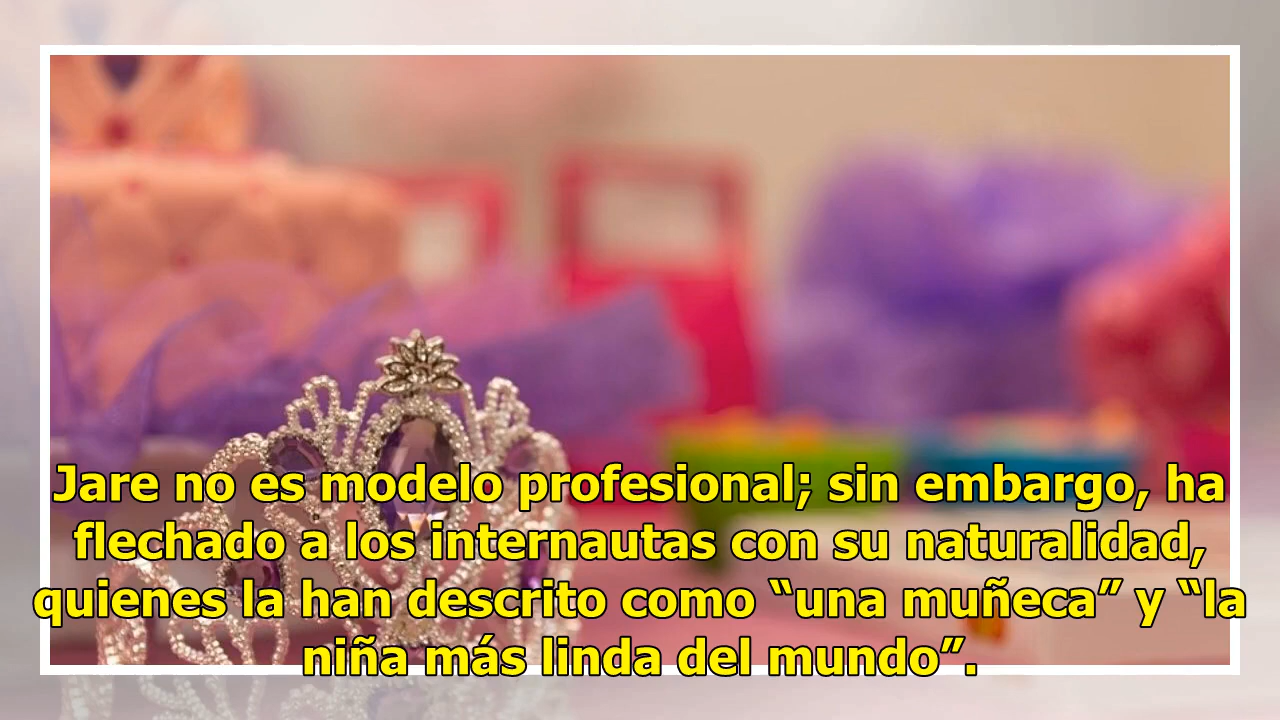 Jare no es modelo profesional; sin embargo, ha
flechado a los internautas con su naturalidad,
quienes la han descrito como “una muñeca” y “la
niña más linda del mundo”.